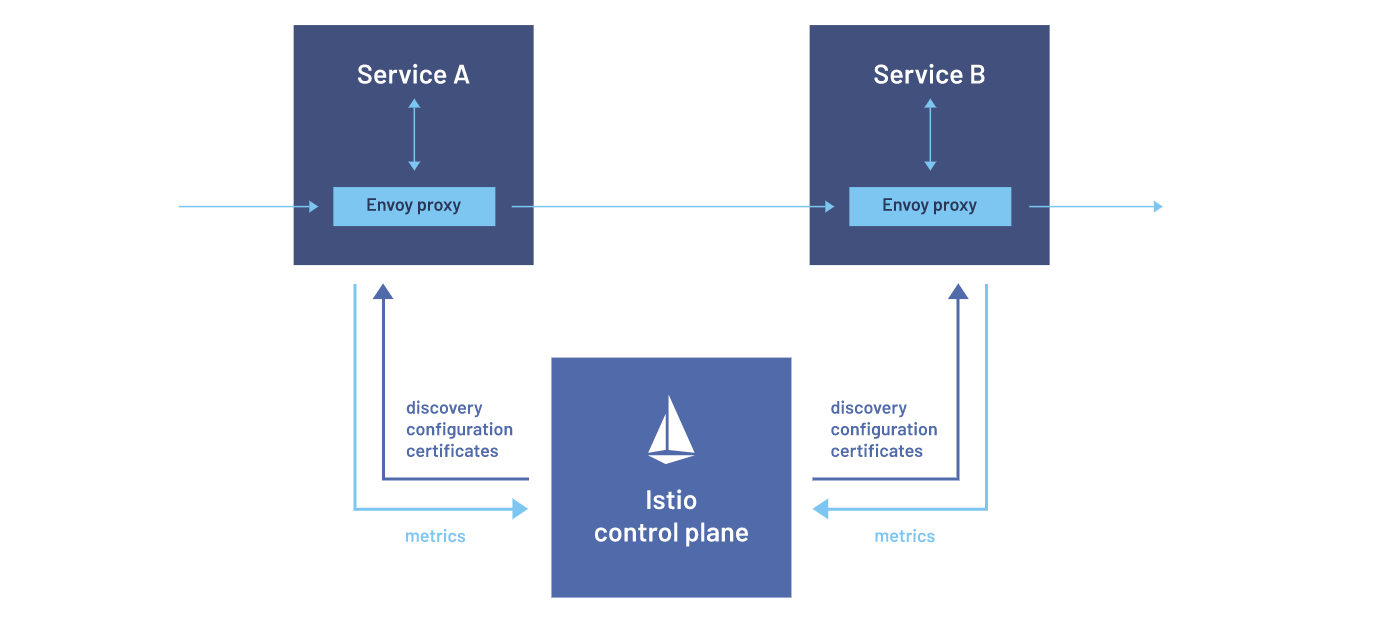 Service A
Service B
Envoy proxy
Envoy proxy
discovery
configuration
certificates
discovery
configuration
certificates
Istio
control plane
metrics
metrics